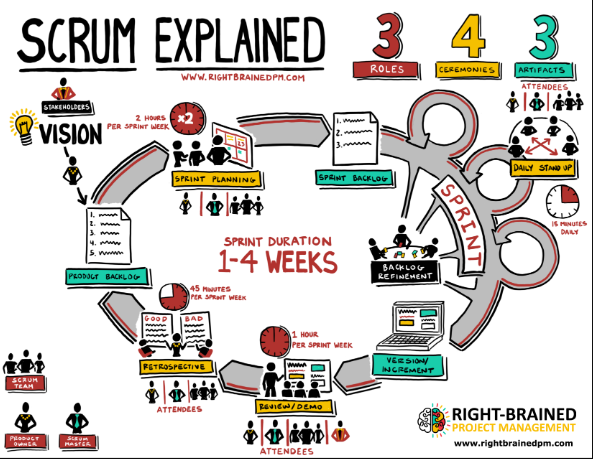 SCRUM EXPLAINED
WWW.RIGHTBRAINEDPM.COM
3
ROLES
4
CEREMONIES
3
ARTIFACTS
ATTENDEES
STAKEHOLDERS
VISION
2 HOURS
PER SPRINT WEEK
x2
SPRINT PLANNING
1.
2.
3.
SPRINT BACKLOG
DAILY STAND UP
15 MINUTES
DAILY
SPRINT
1.
2.
3.
4.
5.
PRODUCT BACKLOG
SPRINT DURATION
1-4 WEEKS
BACKLOG
REFINEMENT
45 MINUTES
PER SPRINT WEEK
GOOD
BAD
RETROSPECTIVE
ATTENDEES
1 HOUR
PER SPRINT WEEK
REVIEW/DEMO
ATTENDEES
VERSION/
INCREMENT
SCRUM
TEAM
PRODUCT
OWNER
SCRUM
MASTER
RIGHT-BRAINED
PROJECT MANAGEMENT
www.rightbrainedpm.com